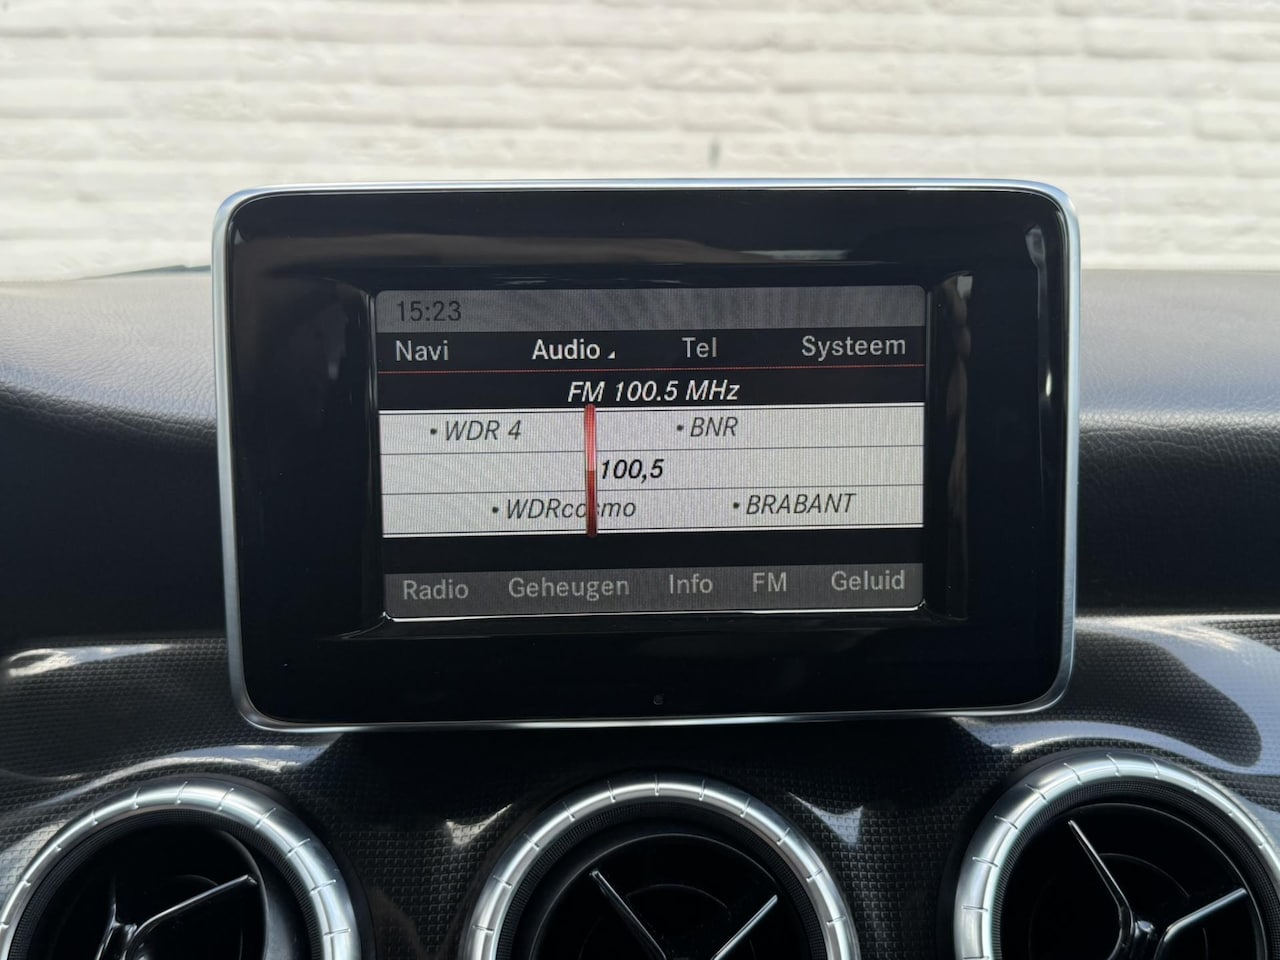 15:23
Navi Audio Tel Systeem
FM 100.5 MHz
• WDR 4 • BNR
100,5
• WDRcosmo • BRABANT
Radio Geheugen Info FM Geluid